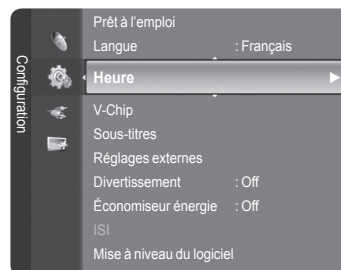 Configuration
Prêt à l'emploi
Langue : Français
Heure
V-Chip
Sous-titres
Réglages externes
Divertissement : Off
Économiseur énergie : Off
ISI
Mise à niveau du logiciel